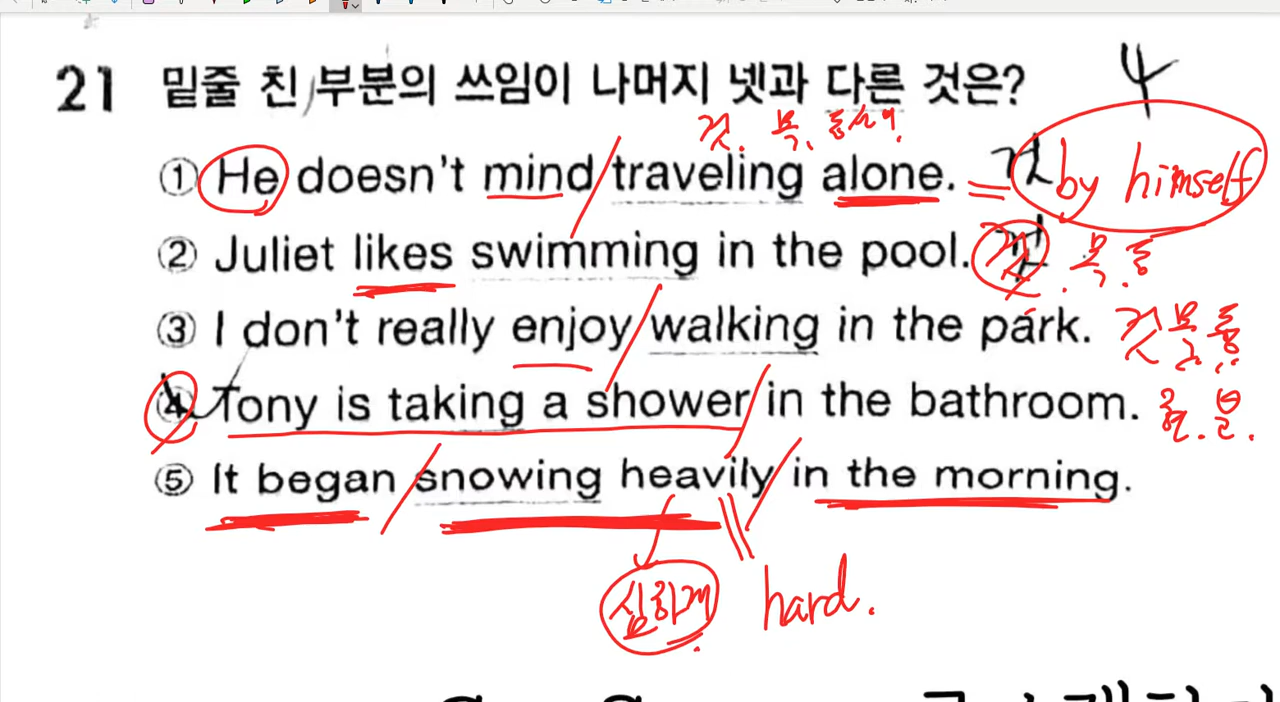 21 밑줄 친 부분의 쓰임이 나머지 넷과 다른 것은? 4
것. 목. 동.
① He doesn't mind traveling alone. 것 = by himself
② Juliet likes swimming in the pool. 것. 목. 동
③ I don't really enjoy walking in the park. 것 목 동
④ Tony is taking a shower in the bathroom. 현. 분.
⑤ It began snowing heavily in the morning.
심하게 hard.